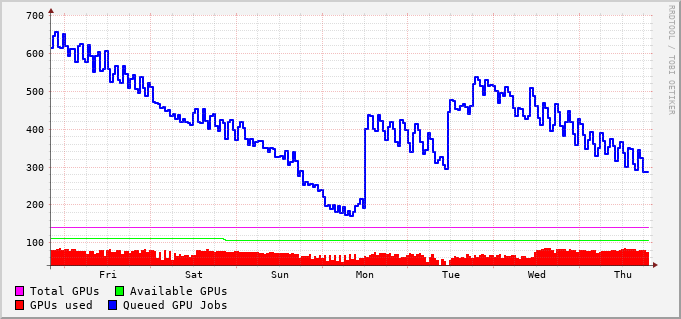 700
600
500
400
300
200
100
Fri Sat Sun Mon Tue Wed Thu
Total GPUs Available GPUs
GPUs used Queued GPU Jobs
RRDTOOL / TOBI OETIKER